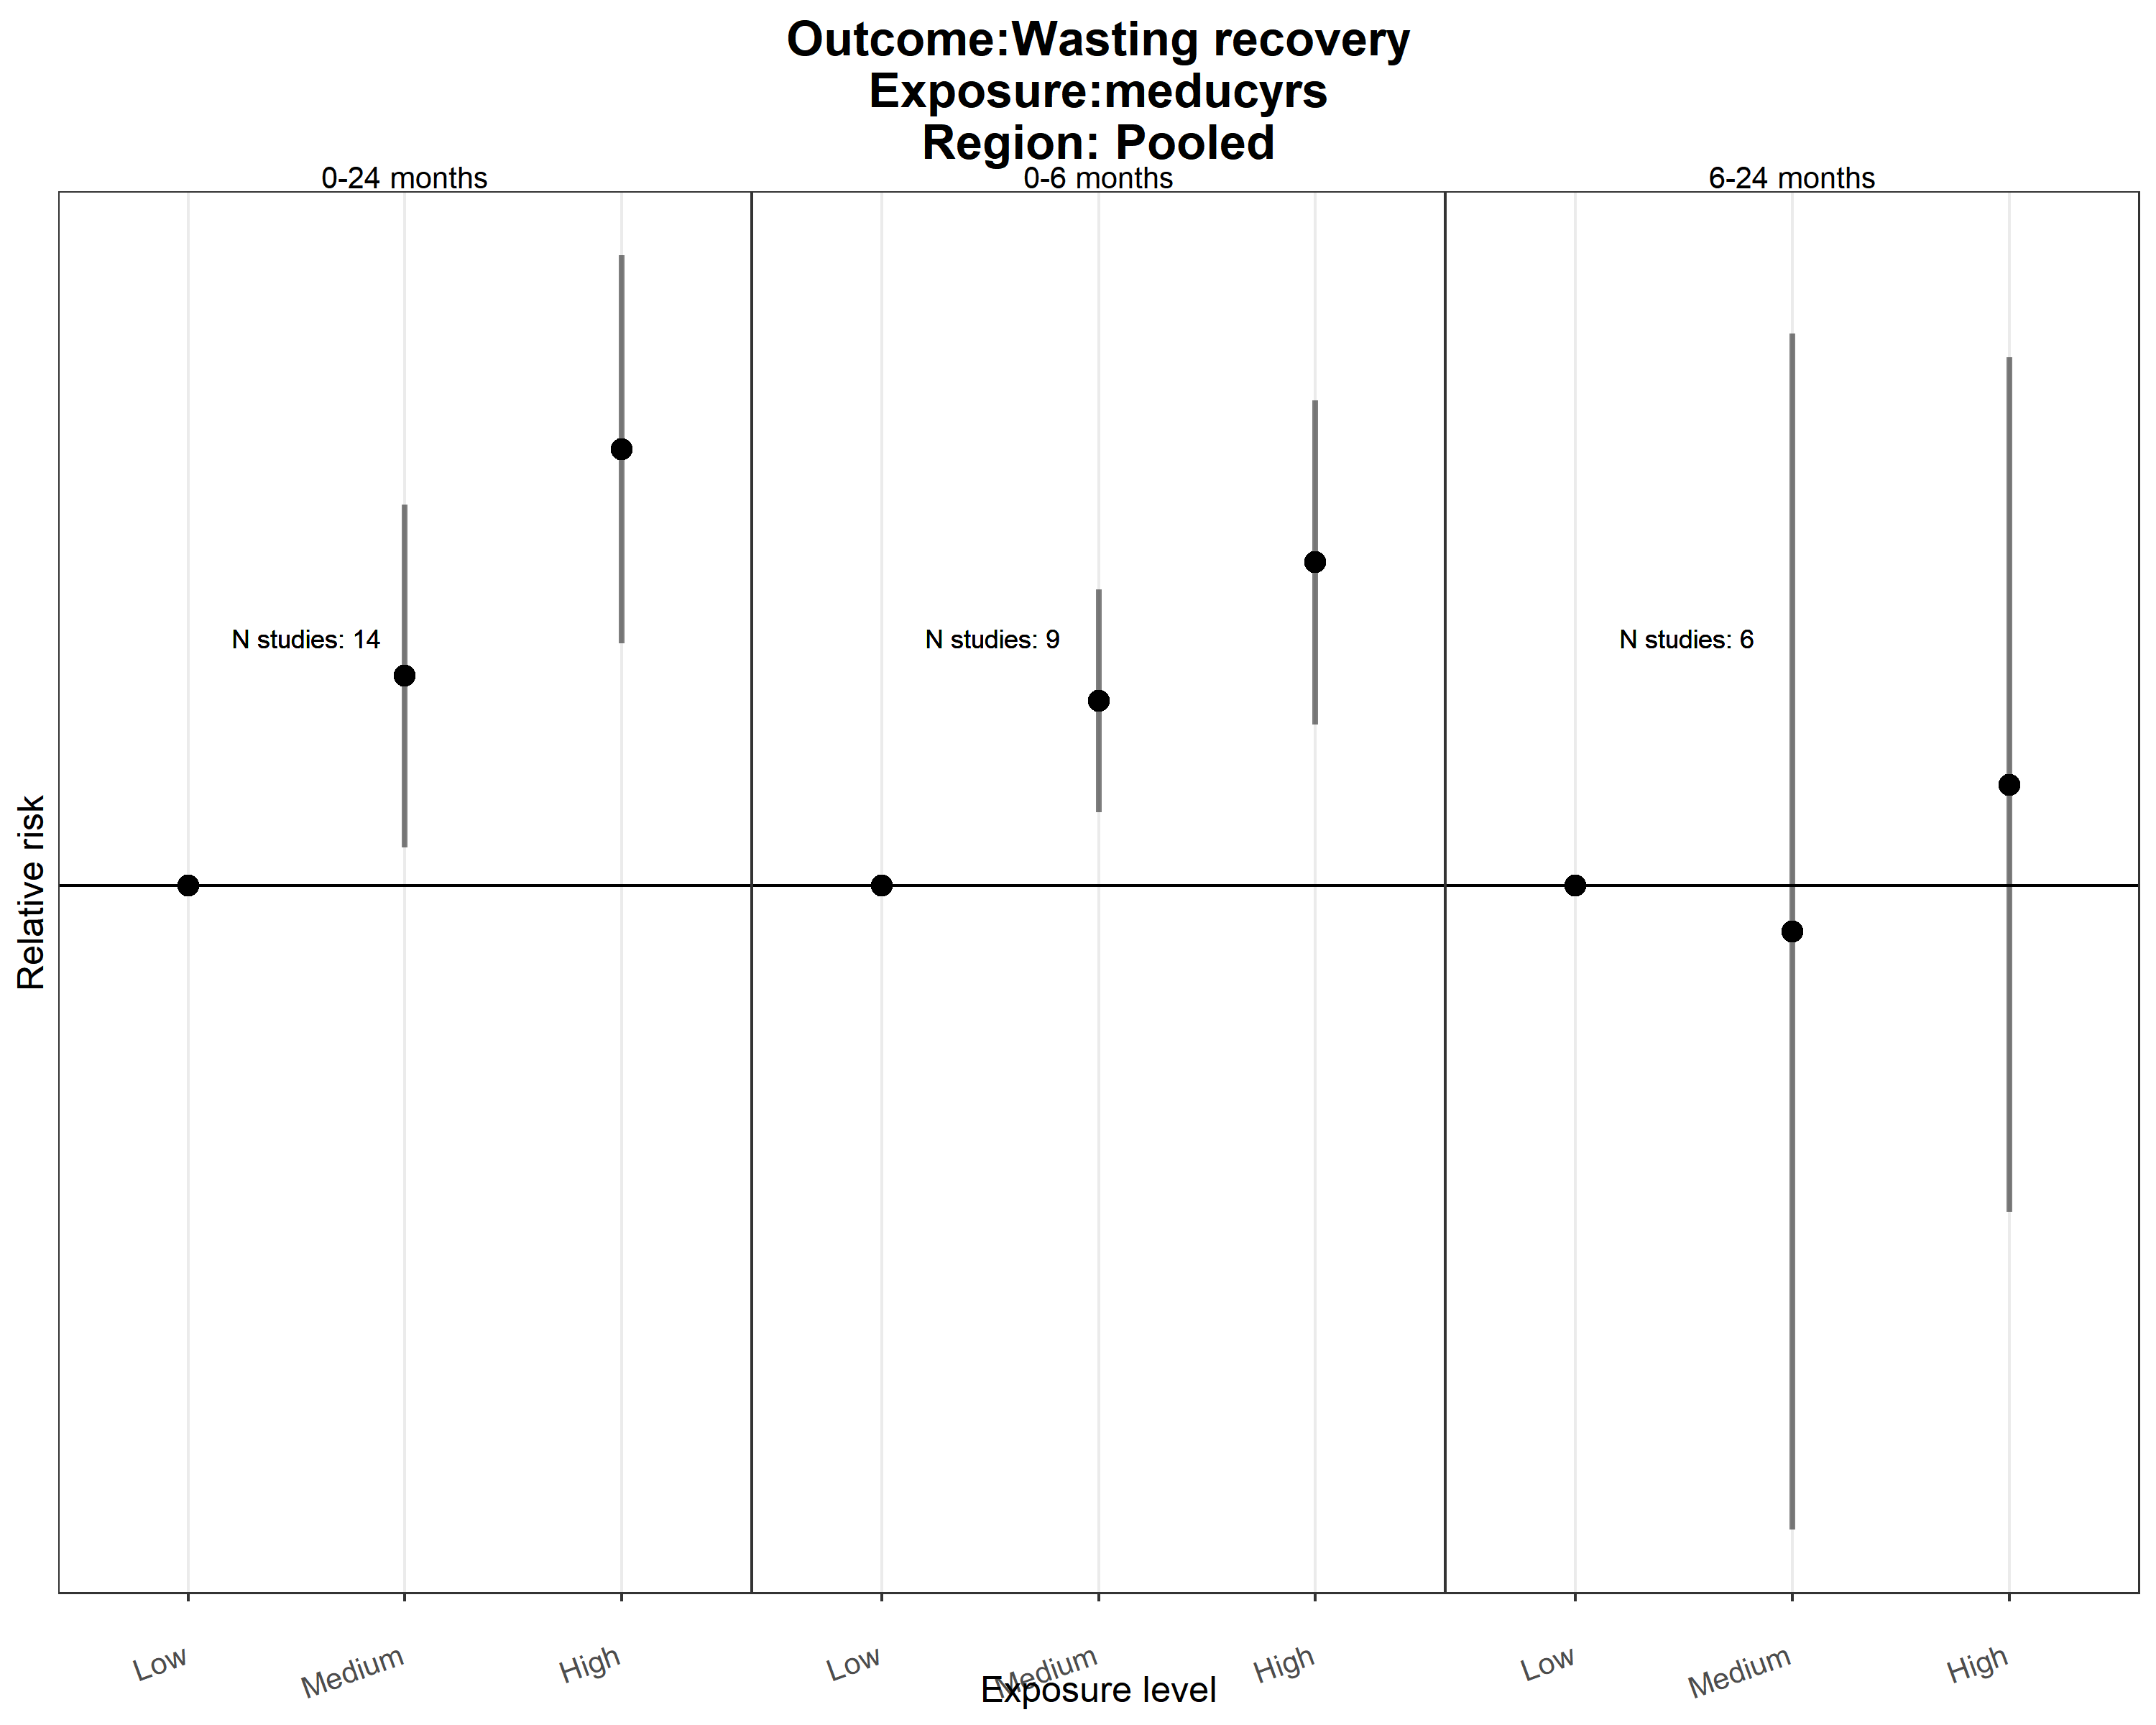 Outcome:Wasting recovery
Exposure:meducyrs
Region: Pooled
0-24 months
0-6 months
6-24 months
N studies: 14
N studies: 9
N studies: 6
Relative risk
Low
Medium
High
Low
Medium
High
Low
Medium
High
Exposure level